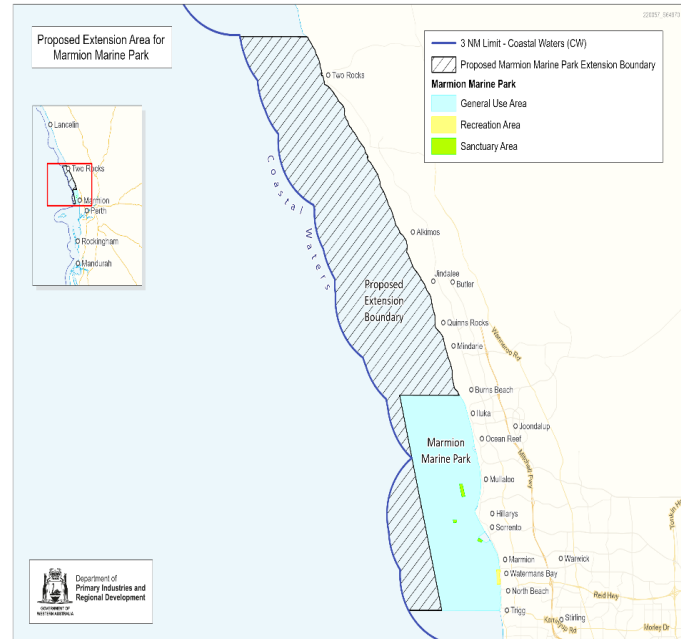 Proposed Extension Area for
Marmion Marine Park
3 NM Limit - Coastal Waters (CW)
Proposed Marmion Marine Park Extension Boundary
Marmion Marine Park
General Use Area
Recreation Area
Sanctuary Area
Lancelin
Two Rocks
Marmion
Perth
Rockingham
Mandurah
Two Rocks
Coastal Waters
Alkimos
Jindalee
Butler
Proposed
Extension
Boundary
Quinns Rocks
Mindarie
Wanneroo Rd
Burns Beach
Iluka
Joondalup
Ocean Reef
Marmion
Marine Park
Mitchell Fwy
Mullaloo
Hillarys
Sorrento
Marmion
Warwick
Watermans Bay
Reid Hwy
North Beach
Trigg
Stirling
Karrinyup Rd
Morley Dr
Department of
Primary Industries and
Regional Development
GOVERNMENT OF
WESTERN AUSTRALIA